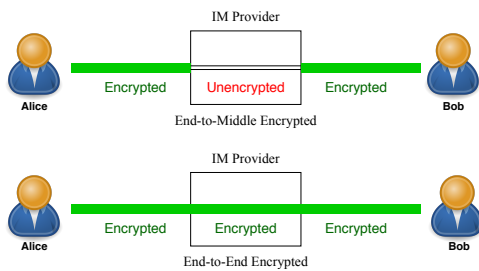 IM Provider
Encrypted Unencrypted Encrypted
Alice Bob
End-to-Middle Encrypted
IM Provider
Encrypted Encrypted Encrypted
Alice Bob
End-to-End Encrypted